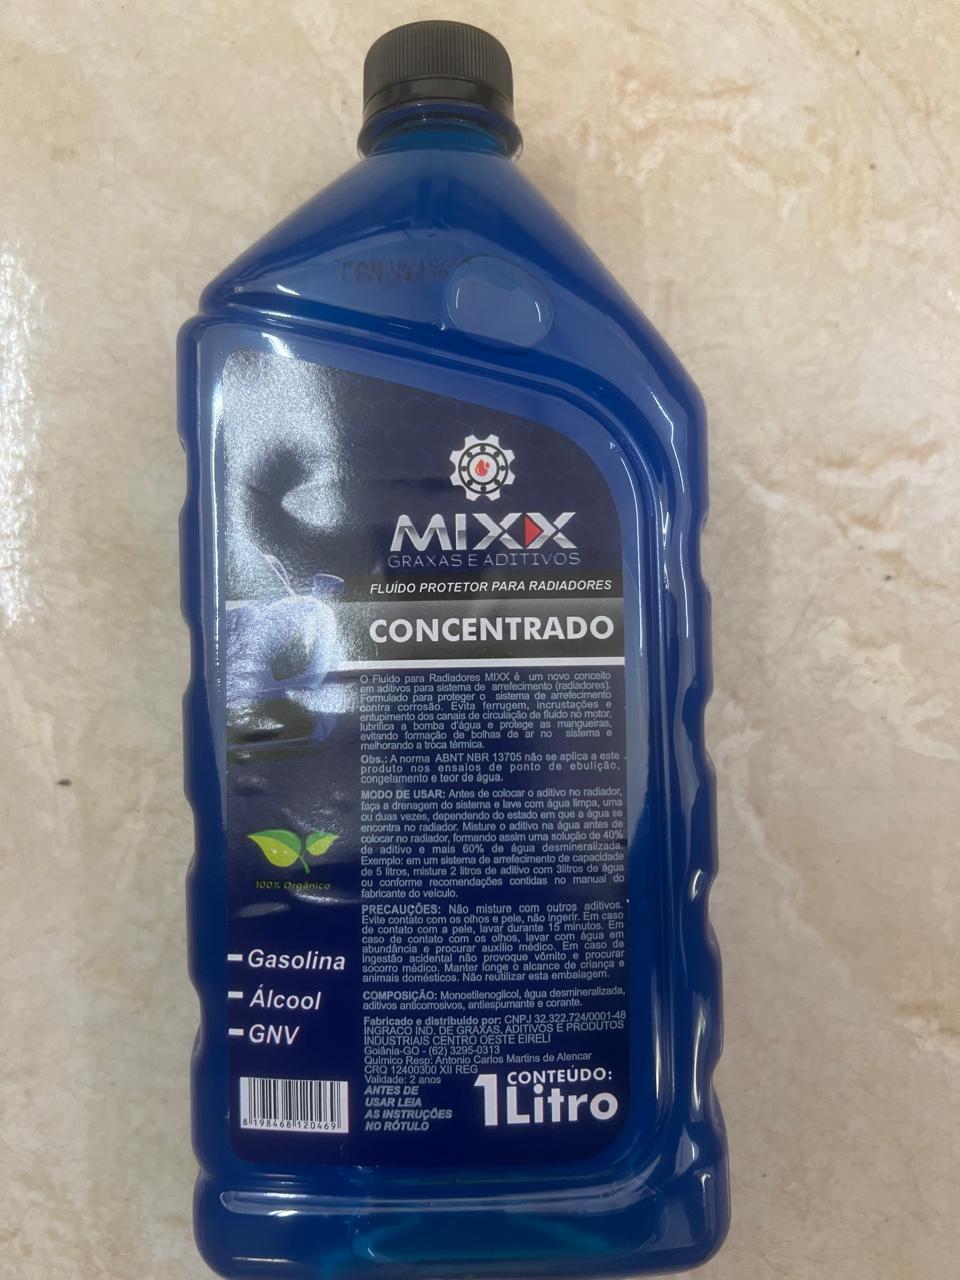 MIXX
GRAXAS E ADITIVOS
FLUÍDO PROTETOR PARA RADIADORES
CONCENTRADO
O Fluído para Radiadores MIXX é um novo conceito
em aditivos para sistema de arrefecimento (radiadores).
Formulado para proteger o sistema de arrefecimento
contra corrosão. Evita ferrugem, incrustações e
entupimento dos canais de circulação de fluído no motor,
lubrifica a bomba d'água e protege as mangueiras,
evitando formação de bolhas de ar no sistema e
melhorando a troca térmica.
Obs.: A norma ABNT NBR 13705 não se aplica a este
produto nos ensaios de ponto de ebulição,
congelamento e teor de água.
MODO DE USAR: Antes de colocar o aditivo no radiador,
faça a drenagem do sistema e lave com água limpa, uma
ou duas vezes, dependendo do estado em que a água se
encontra no radiador. Misture o aditivo na água antes de
colocar no radiador, formando assim uma solução de 40%
de aditivo e mais 60% de água desmineralizada.
Exemplo: em um sistema de arrefecimento de capacidade
de 5 litros, misture 2 litros de aditivo com 3litros de água
ou conforme recomendações contidas no manual do
fabricante do veículo.
100% Orgânico
PRECAUÇÕES: Não misture com outros aditivos.
Evite contato com os olhos e pele, não ingerir. Em caso
de contato com a pele, lavar durante 15 minutos. Em
caso de contato com os olhos, lavar com água em
abundância e procurar auxílio médico. Em caso de
ingestão acidental não provoque vômito e procurar
socorro médico. Manter longe o alcance de criança e
animais domésticos. Não reutilizar esta embalagem.
Gasolina
Álcool
GNV
COMPOSIÇÃO: Monoetilenoglicol, água desmineralizada,
aditivos anticorrosivos, antiespumante e corante.
Fabricado e distribuído por: CNPJ 32.322.724/0001-48
INGRACO IND. DE GRAXAS, ADITIVOS E PRODUTOS
INDUSTRIAIS CENTRO OESTE EIRELI
Goiânia-GO - (62) 3295-0313
Químico Resp: Antonio Carlos Martins de Alencar
CRQ 12400300 XII REG
Validade: 2 anos
ANTES DE
USAR LEIA
AS INSTRUÇÕES
NO RÓTULO
CONTEÚDO:
1 Litro
8 198468 120469